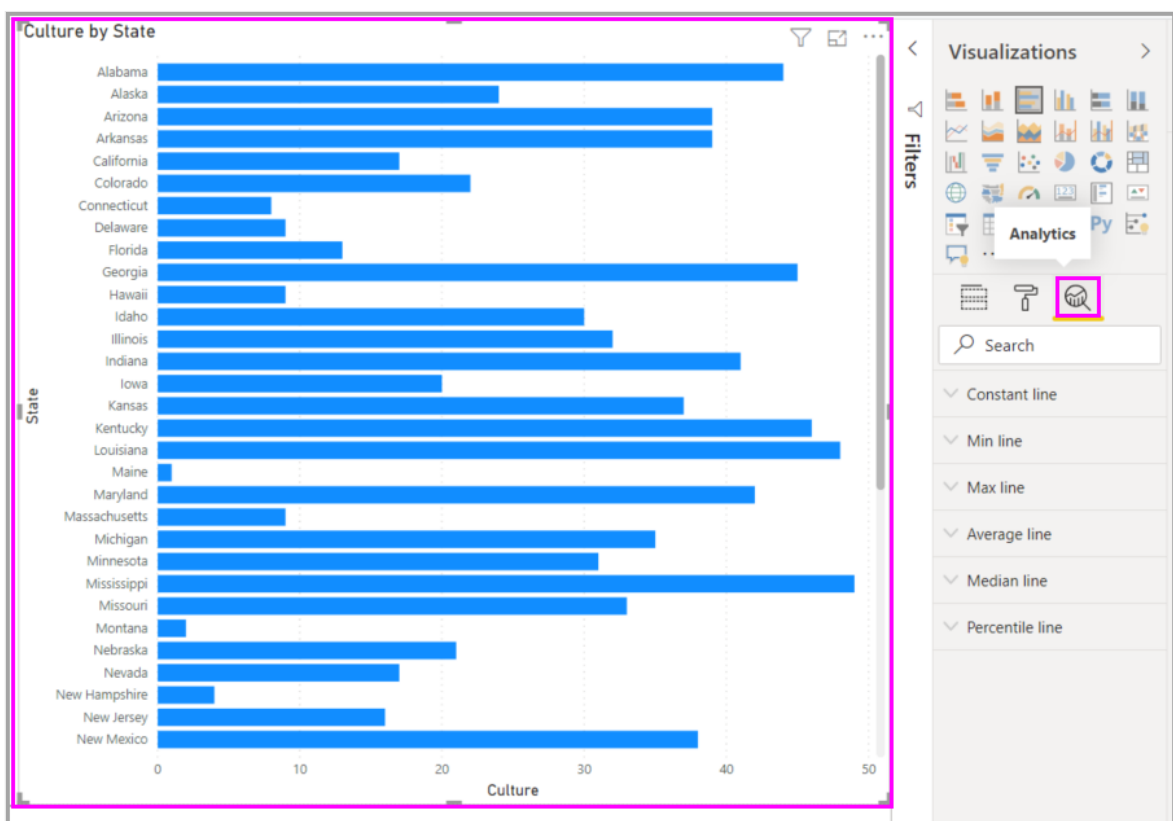 Culture by State
Alabama
Alaska
Arizona
Arkansas
California
Colorado
Connecticut
Delaware
Florida
Georgia
Hawaii
Idaho
Illinois
Indiana
Iowa
Kansas
Kentucky
Louisiana
Maine
Maryland
Massachusetts
Michigan
Minnesota
Mississippi
Missouri
Montana
Nebraska
Nevada
New Hampshire
New Jersey
New Mexico
State
0 10 20 30 40 50
Culture
Filters
Visualizations
123
Py
Analytics
Search
Constant line
Min line
Max line
Average line
Median line
Percentile line